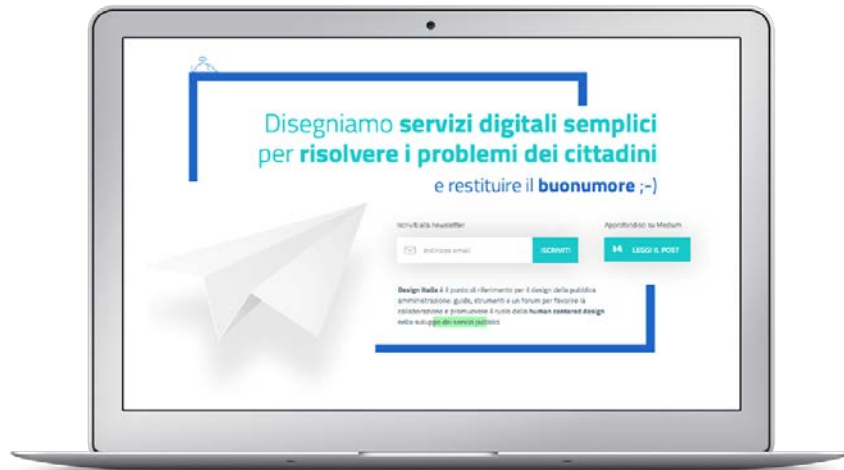 Disegniamo servizi digitali semplici
per risolvere i problemi dei cittadini
e restituire il buonumore ;-)
Iscriviti alla newsletter
Approfondisci su Medium
Indirizzo email
ISCRIVITI
LEGGI IL POST
Design Italia è il punto di riferimento per il design della pubblica
amministrazione: guide, strumenti e un forum per favorire la
collaborazione e promuovere il ruolo dello human centered design
nello sviluppo dei servizi pubblici.